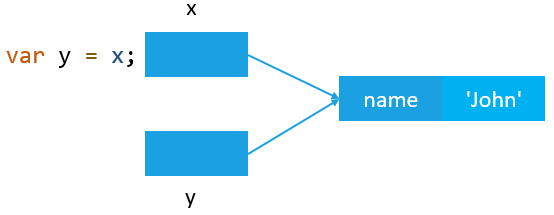 x
var y = x;
name 'John'
y